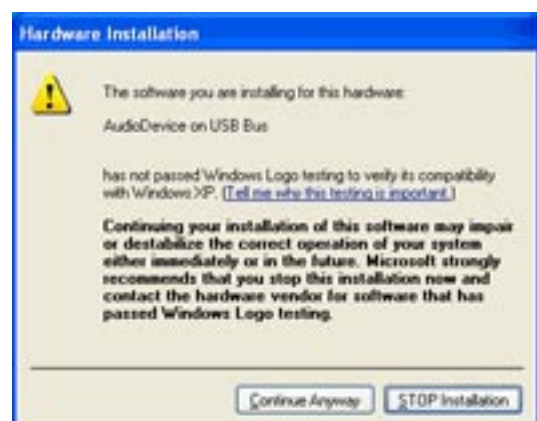 Hardware Installation
The software you are installing for this hardware:
AudioDevice on USB Bus
has not passed Windows Logo testing to verify its compatibility
with Windows XP. (Tell me why this testing is important.)
Continuing your installation of this software may impair
or destabilize the correct operation of your system
either immediately or in the future. Microsoft strongly
recommends that you stop this installation now and
contact the hardware vendor for software that has
passed Windows Logo testing.
Continue Anyway STOP Installation